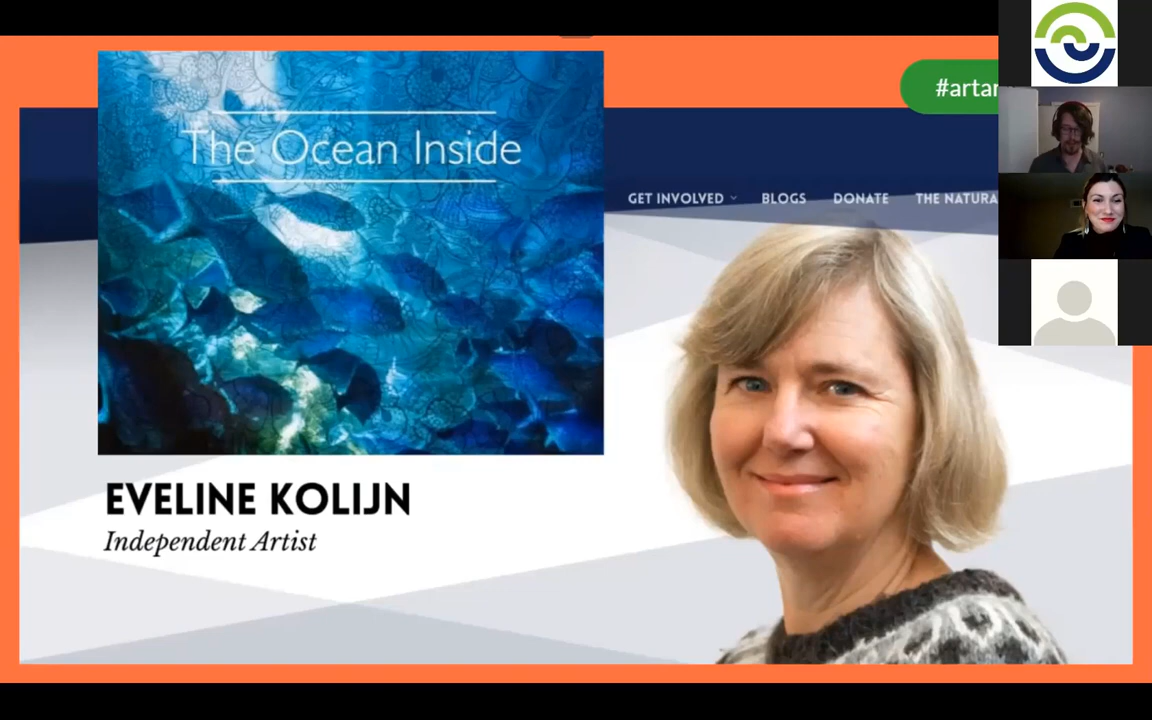 #artar
The Ocean Inside
GET INVOLVED BLOGS DONATE THE NATURA
EVELINE KOLIJN
Independent Artist